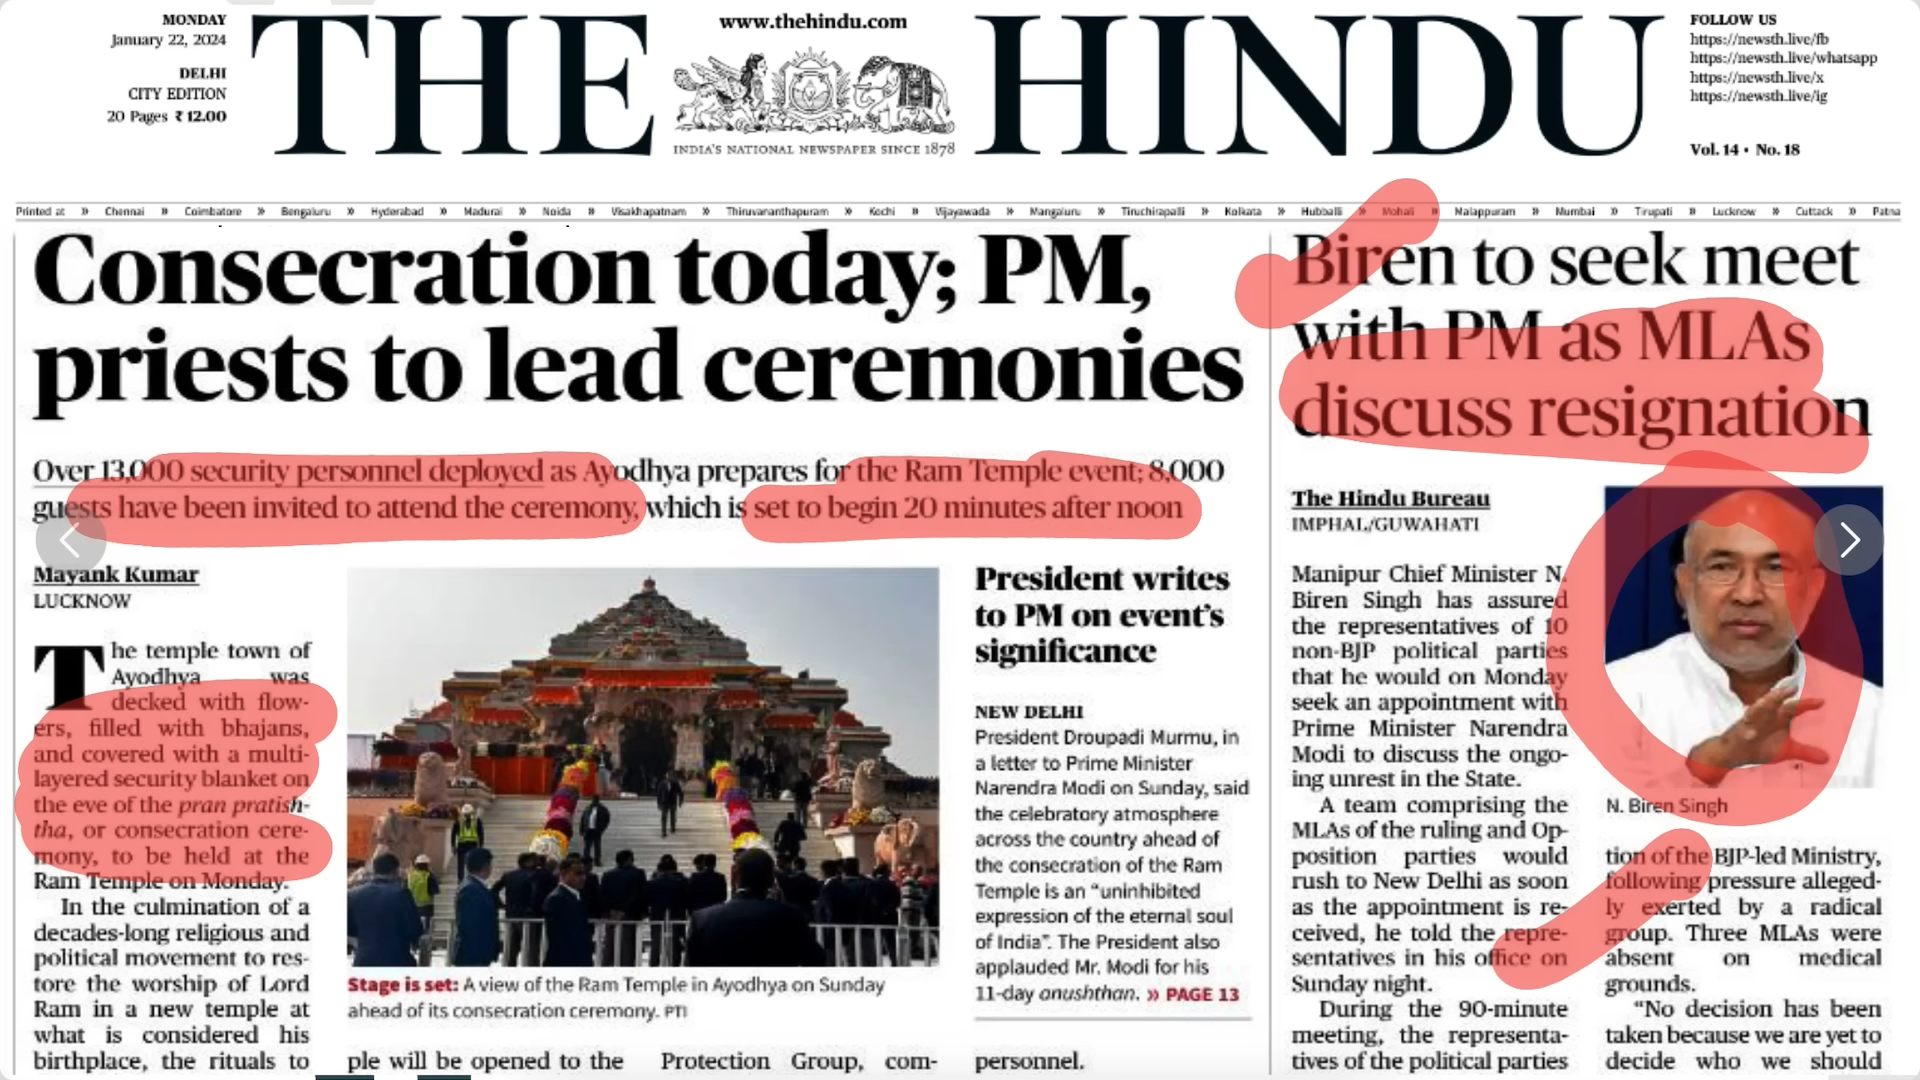 MONDAY
January 22, 2024
DELHI
CITY EDITION
20 Pages ₹ 12.00
THE HINDU
www.thehindu.com
INDIA'S NATIONAL NEWSPAPER SINCE 1878
FOLLOW US
https://newsth.live/fb
https://newsth.live/whatsapp
https://newsth.live/x
https://newsth.live/ig
Vol. 14 • No. 18
Printed at » Chennai » Coimbatore » Bengaluru » Hyderabad » Madurai » Noida » Visakhapatnam » Thiruvananthapuram » Kochi » Vijayawada » Mangaluru » Tiruchirapalli » Kolkata » Hubballi » Mohali » Malappuram » Mumbai » Tirupati » Lucknow » Cuttack » Patna
Consecration today; PM,
priests to lead ceremonies
Over 13,000 security personnel deployed as Ayodhya prepares for the Ram Temple event; 8,000
guests have been invited to attend the ceremony, which is set to begin 20 minutes after noon
Mayank Kumar
LUCKNOW
The temple town of
Ayodhya was
decked with flow-
ers, filled with bhajans,
and covered with a multi-
layered security blanket on
the eve of the pran pratish-
tha, or consecration cere-
mony, to be held at the
Ram Temple on Monday.
In the culmination of a
decades-long religious and
political movement to res-
tore the worship of Lord
Ram in a new temple at
what is considered his
birthplace, the rituals to
Stage is set: A view of the Ram Temple in Ayodhya on Sunday
ahead of its consecration ceremony. PTI
ple will be opened to the
Protection Group, com-
President writes
to PM on event's
significance
NEW DELHI
President Droupadi Murmu, in
a letter to Prime Minister
Narendra Modi on Sunday, said
the celebratory atmosphere
across the country ahead of
the consecration of the Ram
Temple is an “uninhibited
expression of the eternal soul
of India”. The President also
applauded Mr. Modi for his
11-day anushthan. » PAGE 13
personnel.
Biren to seek meet
with PM as MLAs
discuss resignation
The Hindu Bureau
IMPHAL/GUWAHATI
Manipur Chief Minister N.
Biren Singh has assured
the representatives of 10
non-BJP political parties
that he would on Monday
seek an appointment with
Prime Minister Narendra
Modi to discuss the ongo-
ing unrest in the State.
A team comprising the
MLAs of the ruling and Op-
position parties would
rush to New Delhi as soon
as the appointment is re-
ceived, he told the repre-
sentatives in his office on
Sunday night.
During the 90-minute
meeting, the representa-
tives of the political parties
N. Biren Singh
tion of the BJP-led Ministry,
following pressure alleged-
ly exerted by a radical
group. Three MLAs were
absent on medical
grounds.
“No decision has been
taken because we are yet to
decide who we should